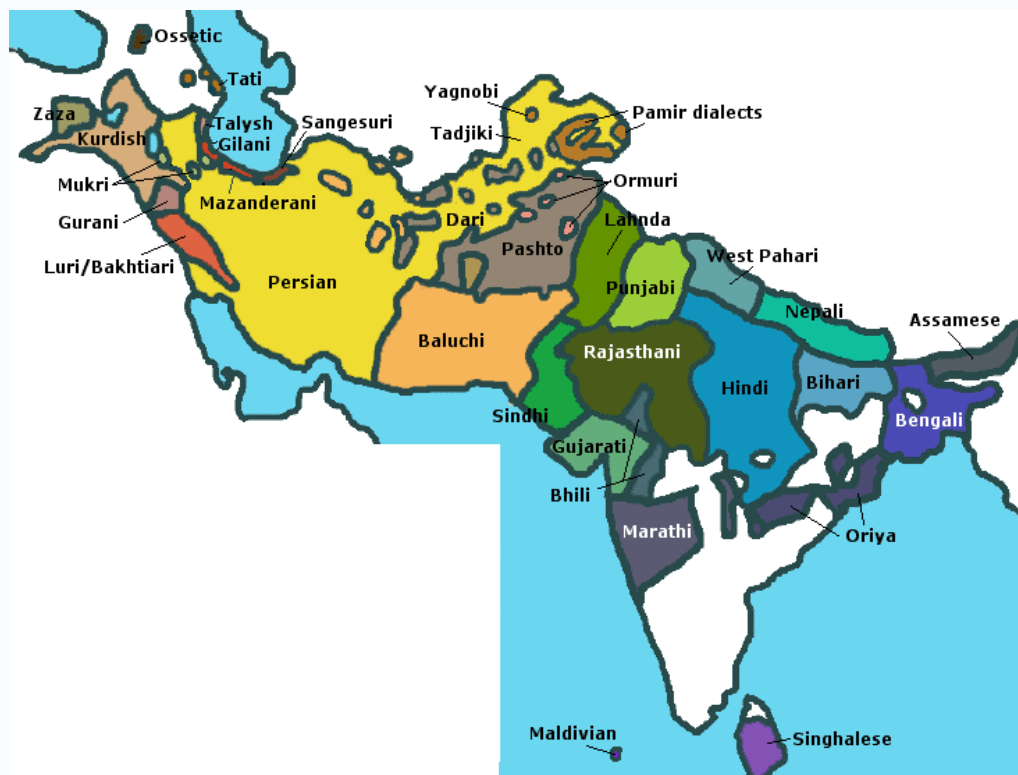 Ossetic
Tati
Yagnobi
Pamir dialects
Zaza
Talysh
Sangesuri
Tadjiki
Kurdish
Gilani
Mukri
Mazanderani
Ormuri
Gurani
Dari
Lahnda
Luri/Bakhtiari
Pashto
West Pahari
Persian
Punjabi
Nepali
Assamese
Baluchi
Rajasthani
Hindi
Bihari
Sindhi
Bengali
Gujarati
Bhili
Marathi
Oriya
Maldivian
Singhalese